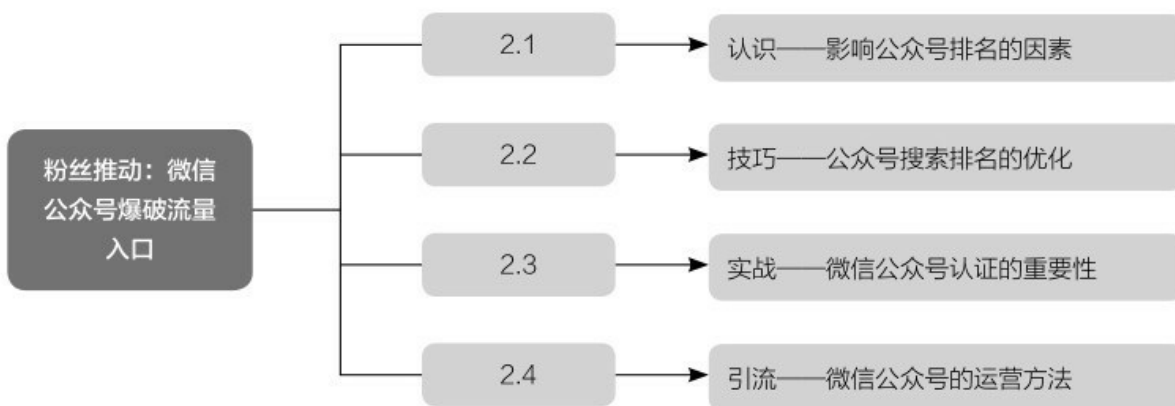 粉丝推动：微信
公众号爆破流量
入口
2.1
认识——影响公众号排名的因素
2.2
技巧——公众号搜索排名的优化
2.3
实战——微信公众号认证的重要性
2.4
引流——微信公众号的运营方法